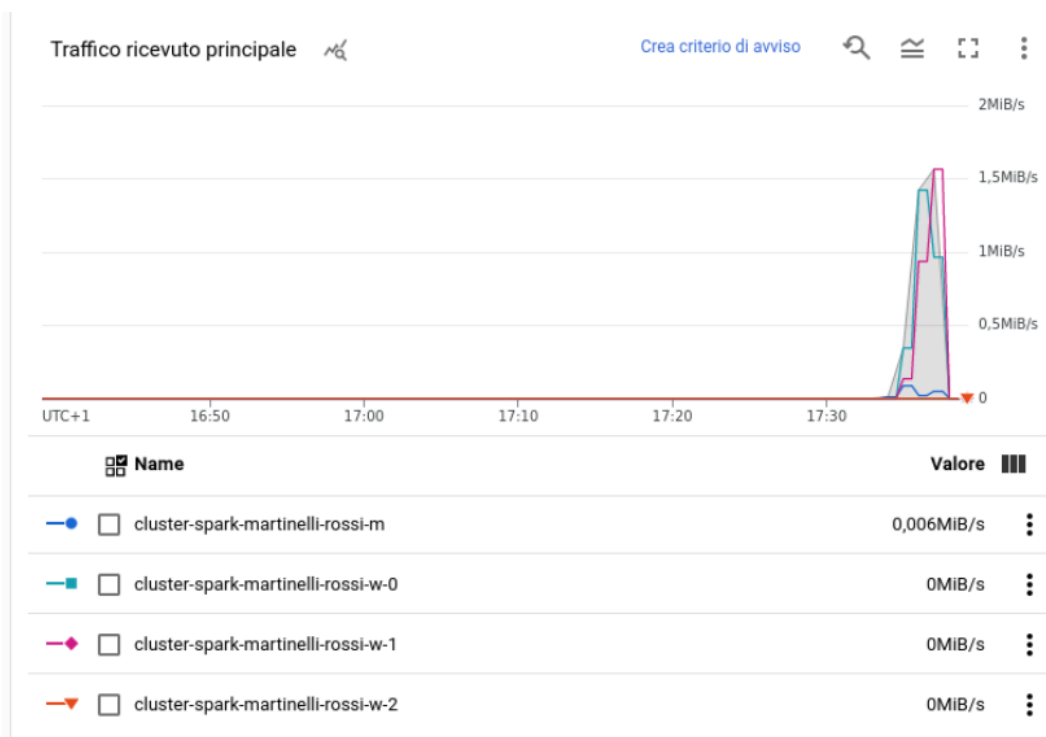 Traffico ricevuto principale Crea criterio di avviso
2MiB/s
1,5MiB/s
1MiB/s
0,5MiB/s
0
UTC+1 16:50 17:00 17:10 17:20 17:30
Name Valore
cluster-spark-martinelli-rossi-m 0,006MiB/s
cluster-spark-martinelli-rossi-w-0 0MiB/s
cluster-spark-martinelli-rossi-w-1 0MiB/s
cluster-spark-martinelli-rossi-w-2 0MiB/s